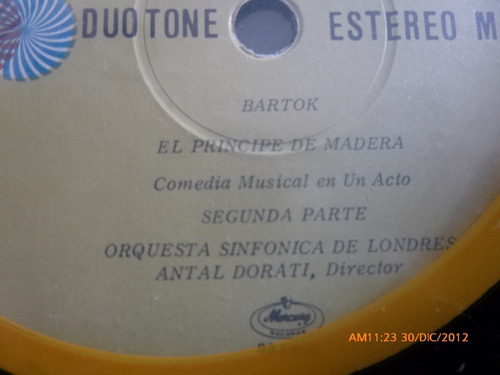 DUOTONE ESTEREO M
BARTOK
EL PRINCIPE DE MADERA
Comedia Musical en Un Acto
SEGUNDA PARTE
ORQUESTA SINFONICA DE LONDRES
ANTAL DORATI, Director
Mercury
RECORDS
AM11:23 30/DIC/2012